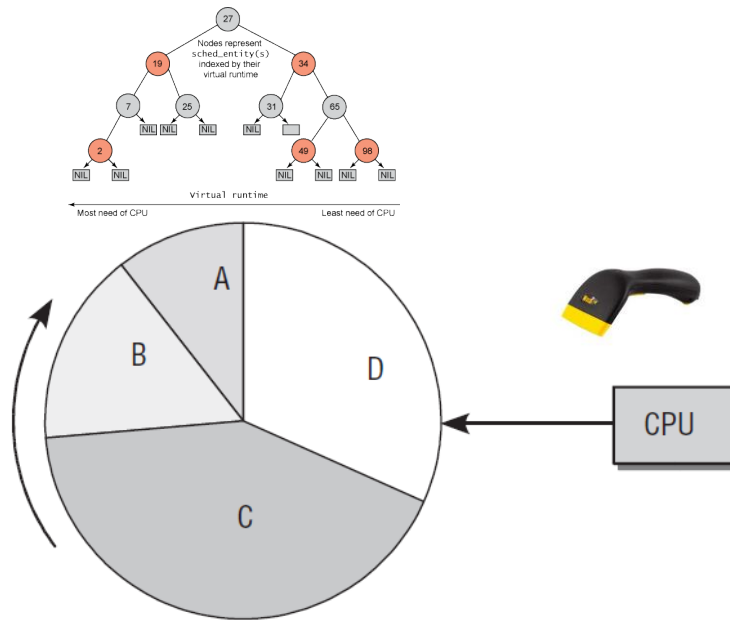 27
Nodes represent
sched_entity(s)
indexed by their
virtual runtime
19
34
7
25
31
65
NIL
NIL
NIL
NIL
2
49
98
NIL
NIL
NIL
NIL
NIL
NIL
Virtual runtime
Most need of CPU
Least need of CPU
A
B
D
C
CPU